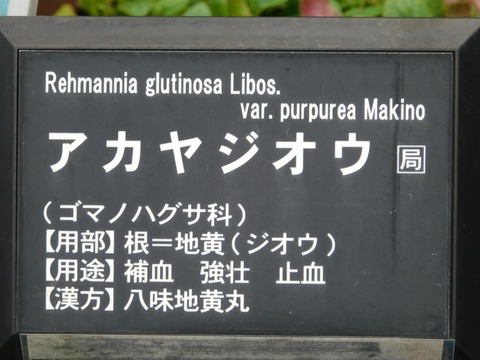 Rehmannia glutinosa Libos.
var. purpurea Makino
アカヤジオウ 局
(ゴマノハグサ科)
【用部】根=地黄(ジオウ)
【用途】補血 強壮 止血
【漢方】八味地黄丸